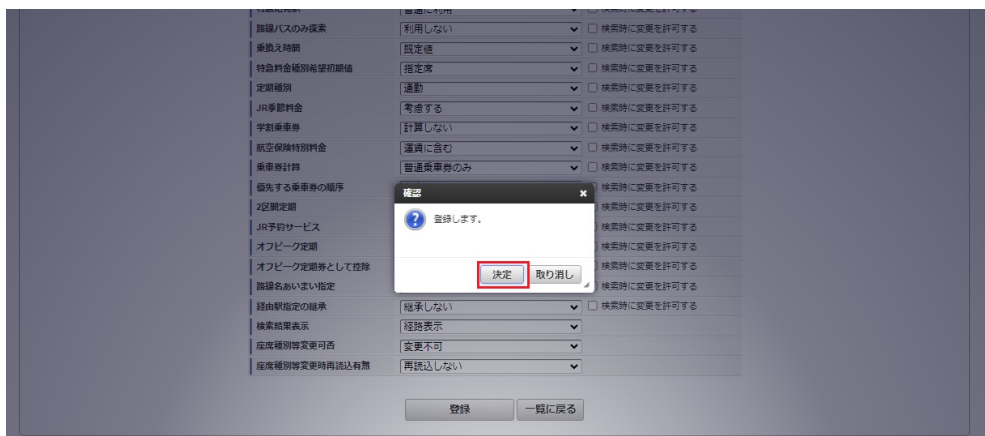 路線バスのみ探索 利用しない 検索時に変更を許可する
乗換え時間 既定値 検索時に変更を許可する
特急料金種別希望初期値 指定席 検索時に変更を許可する
定期種別 通勤 検索時に変更を許可する
JR季節料金 考慮する 検索時に変更を許可する
学割乗車券 計算しない 検索時に変更を許可する
航空保険特別料金 運賃に含む 検索時に変更を許可する
乗車券計算 普通乗車券のみ 検索時に変更を許可する
優先する乗車券の順序 検索時に変更を許可する
確認
2区間定期 検索時に変更を許可する
登録します。
JR予約サービス 検索時に変更を許可する
オフピーク定期 検索時に変更を許可する
オフピーク定期券として控除 検索時に変更を許可する
決定 取り消し
路線名あいまい指定 検索時に変更を許可する
経由駅指定の継承 継承しない 検索時に変更を許可する
検索結果表示 経路表示
座席種別等変更可否 変更不可
座席種別等変更時再読込有無 再読込しない
登録 一覧に戻る